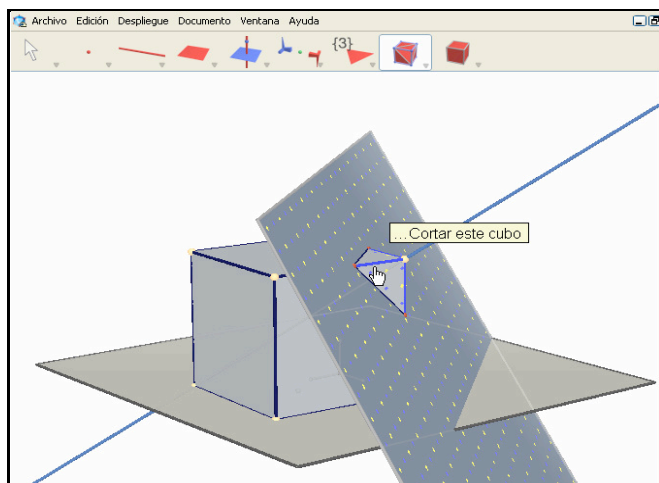 Archivo Edición Despliegue Documento Ventana Ayuda
{3}
...Cortar este cubo